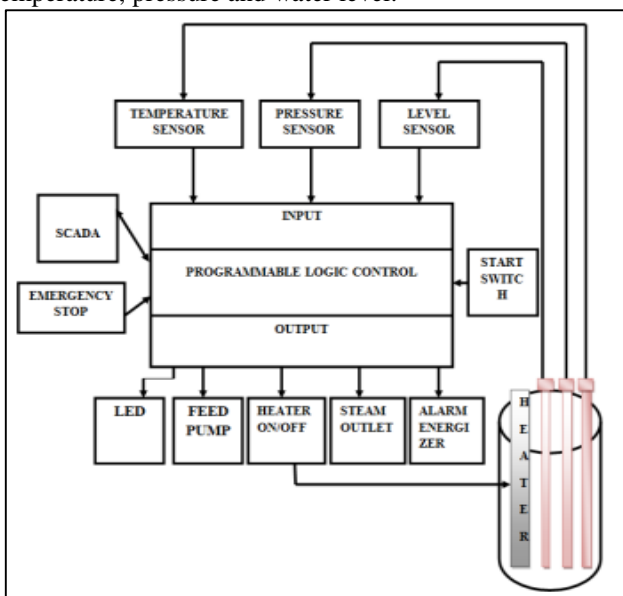 emperature, pressure and water level.
TEMPERATURE
SENSOR
PRESSURE
SENSOR
LEVEL
SENSOR
INPUT
SCADA
PROGRAMMABLE LOGIC CONTROL
START
SWITC
H
EMERGENCY
STOP
OUTPUT
LED
FEED
PUMP
HEATER
ON/OFF
STEAM
OUTLET
ALARM
ENERGI
ZER
H
E
A
T
E
R